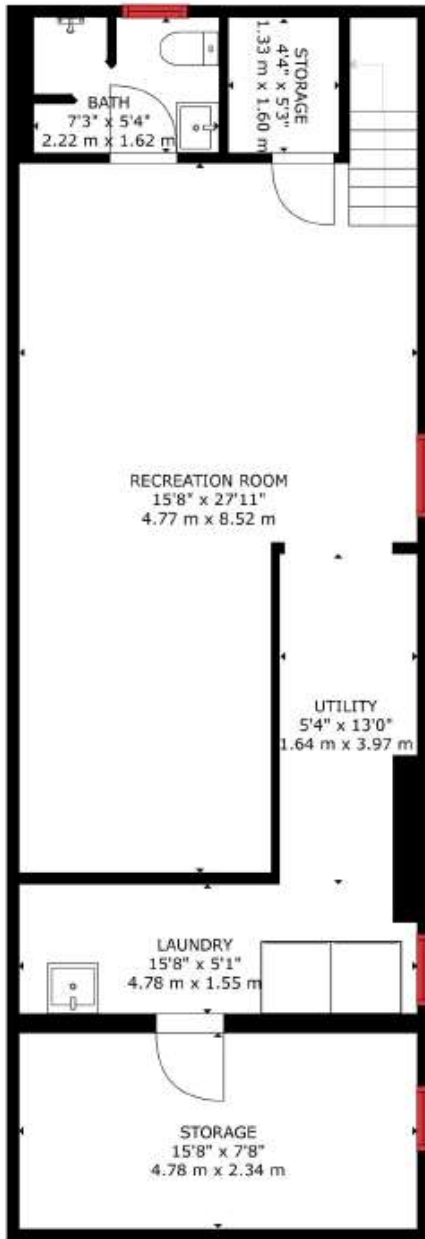 BATH
7'3" x 5'4"
2.22 m x 1.62 m
STORAGE
4'4" x 5'3"
1.33 m x 1.60 m
RECREATION ROOM
15'8" x 27'11"
4.77 m x 8.52 m
UTILITY
5'4" x 13'0"
1.64 m x 3.97 m
LAUNDRY
15'8" x 5'1"
4.78 m x 1.55 m
STORAGE
15'8" x 7'8"
4.78 m x 2.34 m